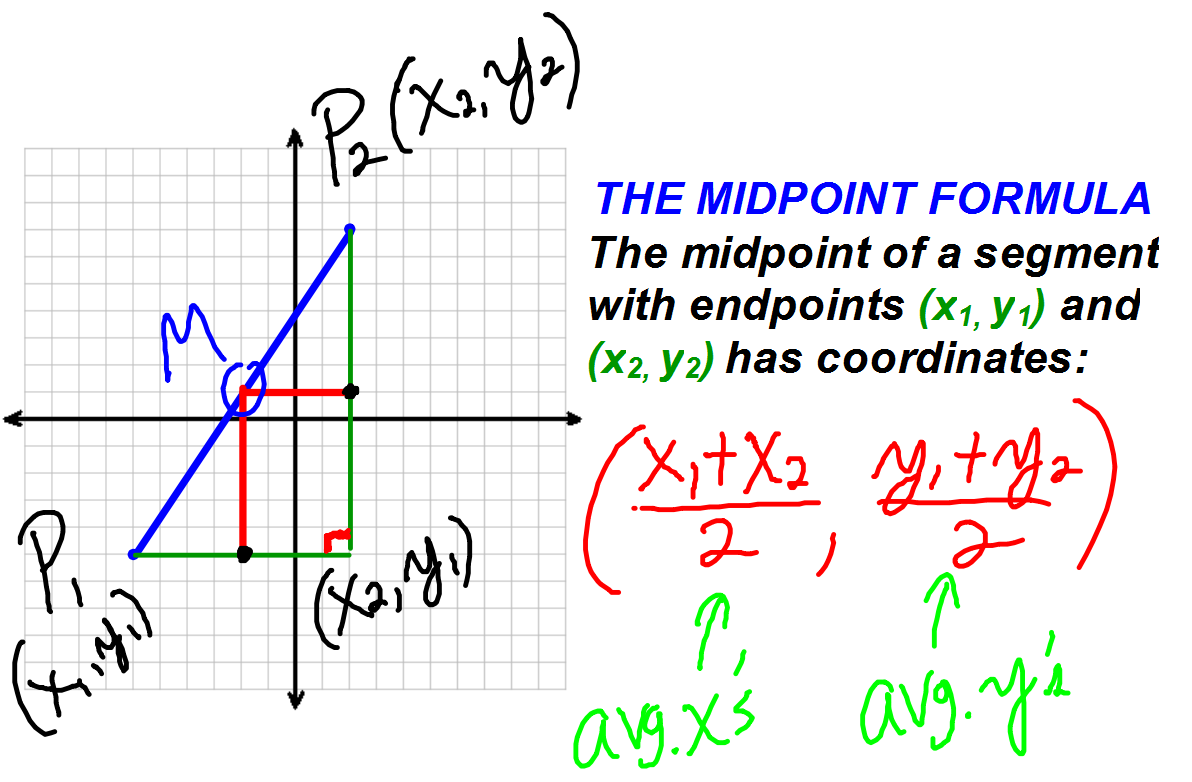 P₂(x₂, y₂)
THE MIDPOINT FORMULA
The midpoint of a segment
with endpoints (x₁, y₁) and
(x₂, y₂) has coordinates:
M
(x₁+x₂/2, y₁+y₂/2)
P₁
(x₁, y₁)
(x₂, y₁)
avg. x's
avg. y's